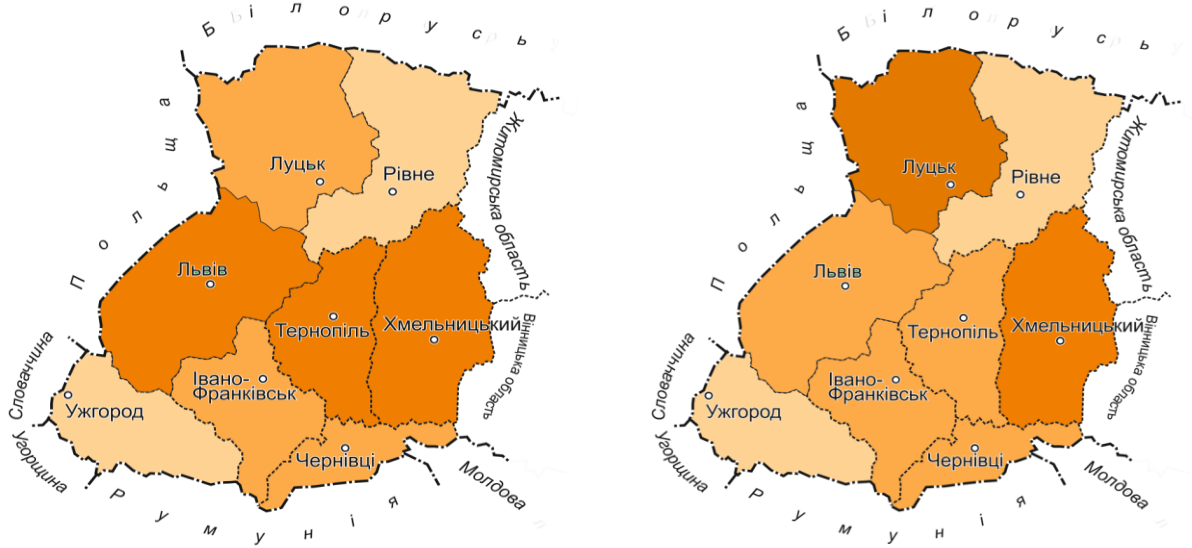 Білорусь
Польща
Житомирська область
Луцьк
Рівне
Львів
Тернопіль
Хмельницький
Вінницька область
Словаччина
Івано-
Франківськ
Ужгород
Чернівці
Угорщина
Румунія
Молдова
Білорусь
Польща
Житомирська область
Луцьк
Рівне
Львів
Тернопіль
Хмельницький
Вінницька область
Словаччина
Івано-
Франківськ
Ужгород
Чернівці
Угорщина
Румунія
Молдова